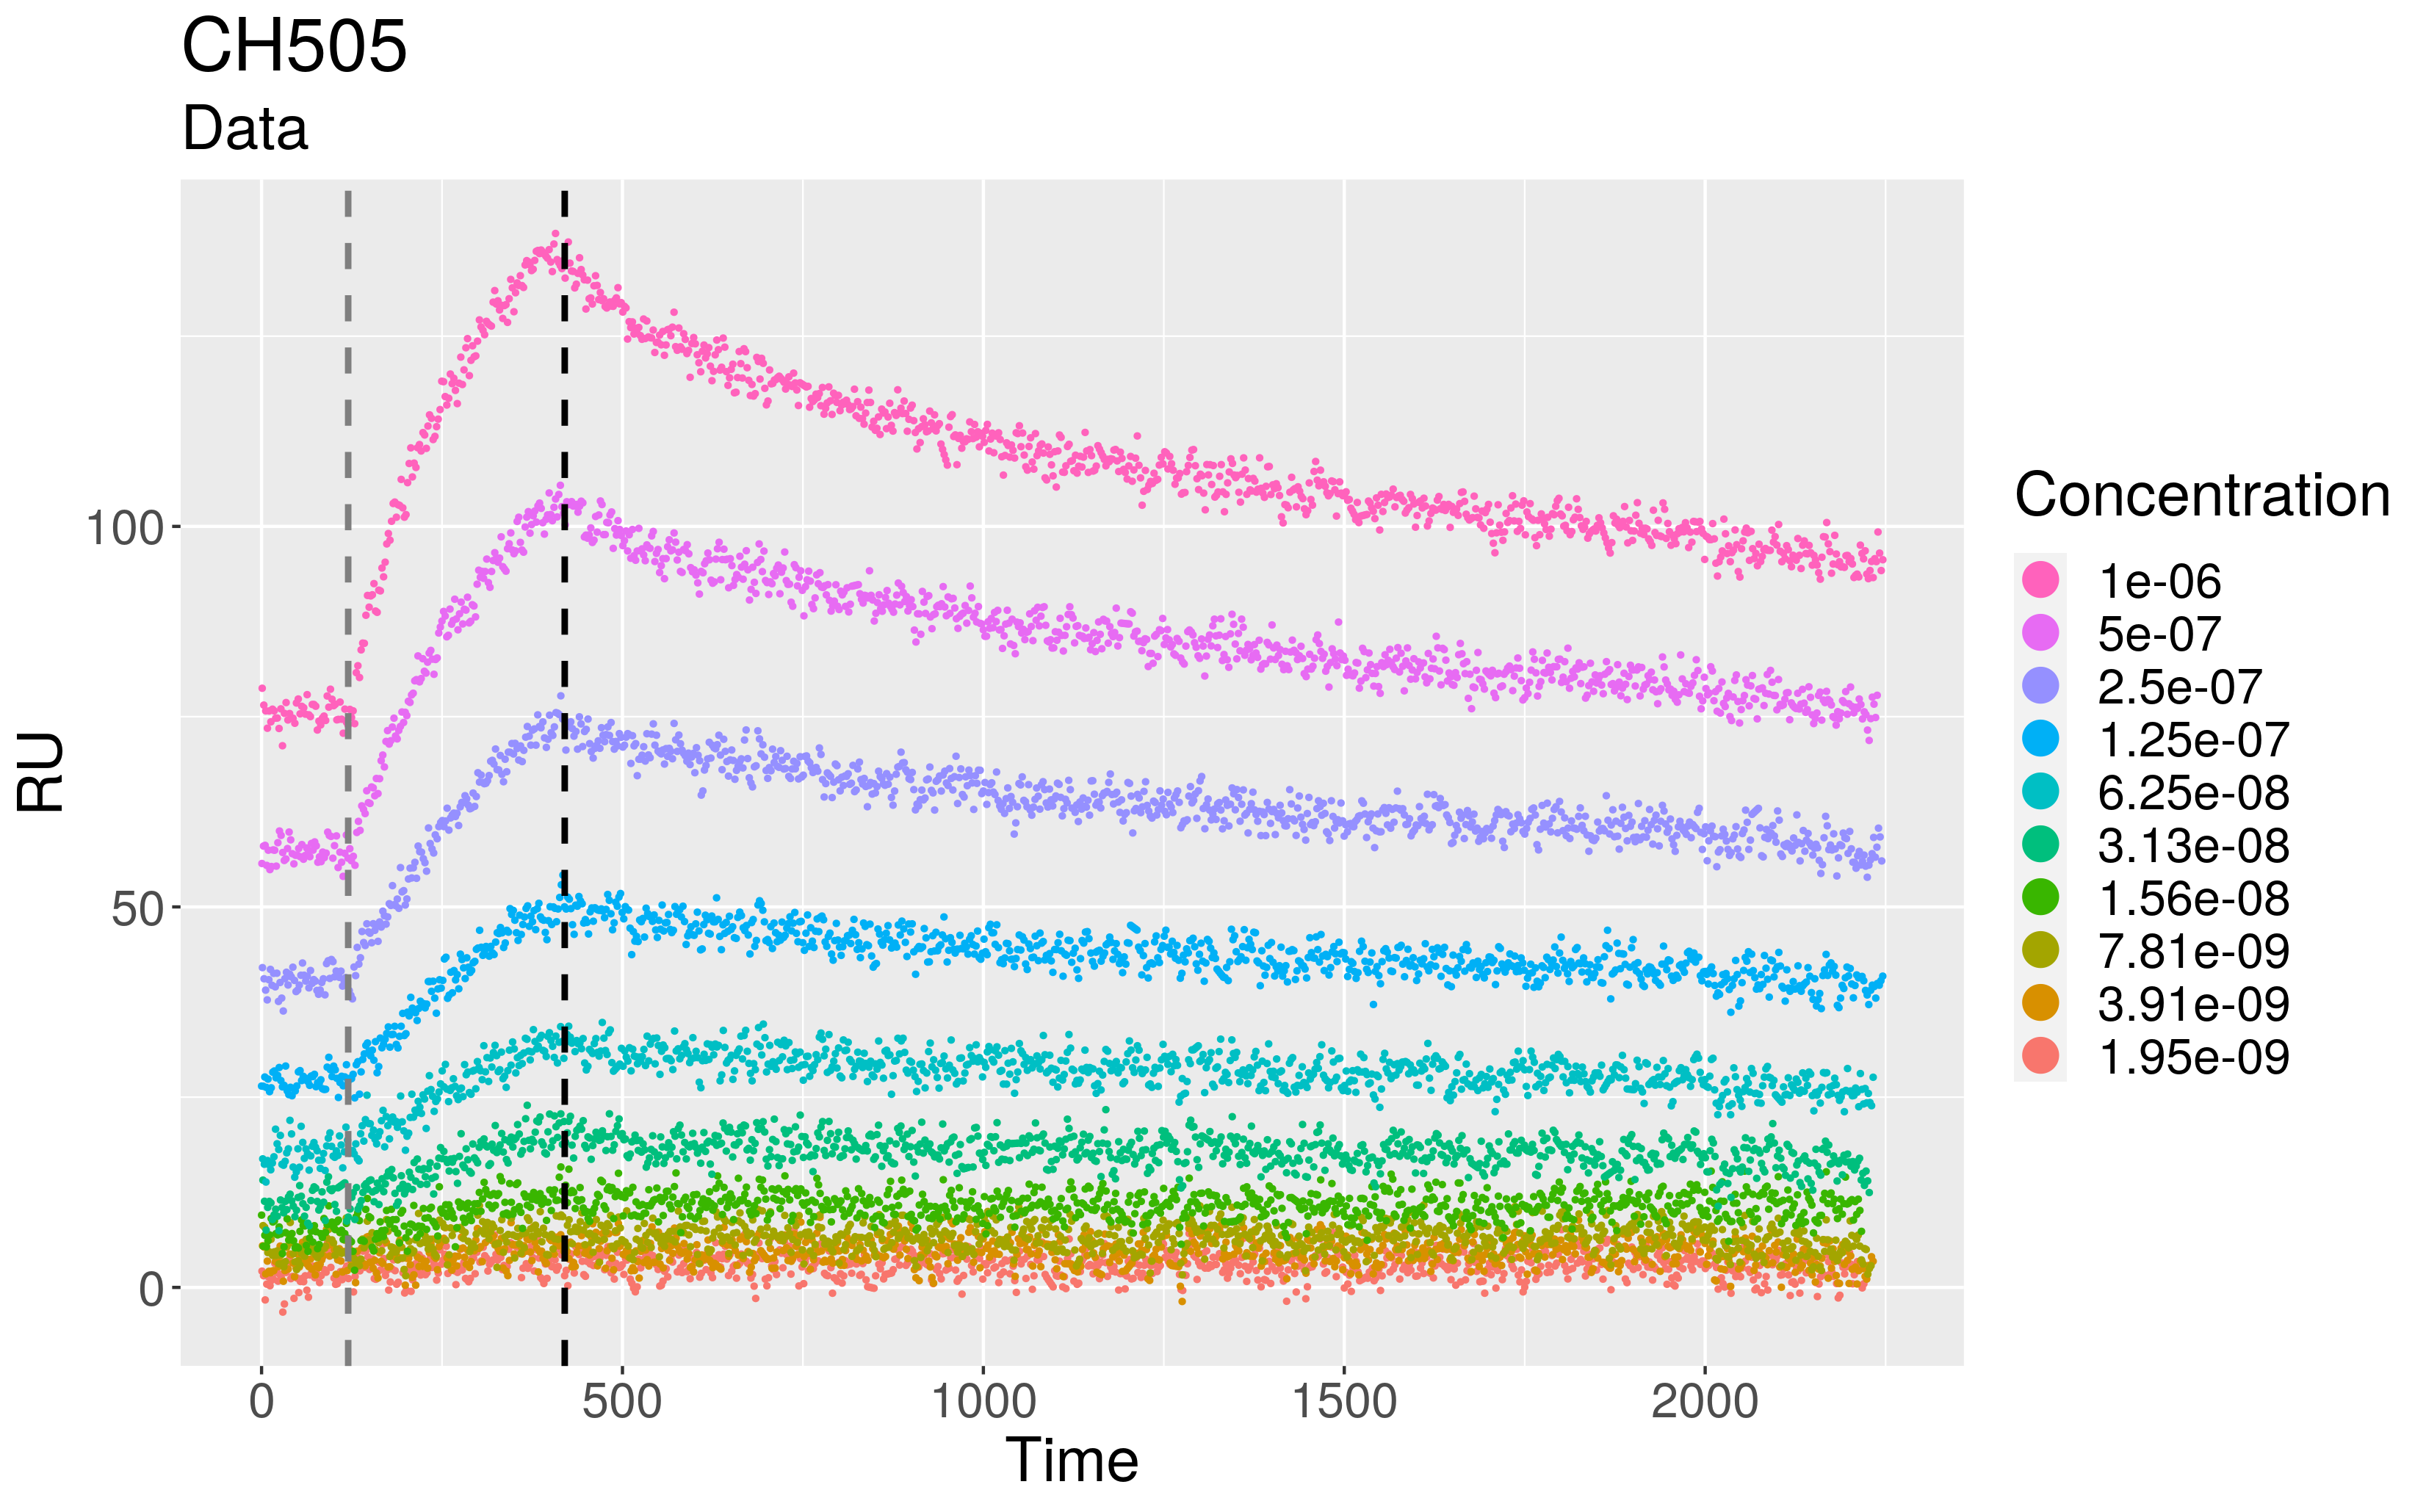 CH505
Data
100
50
0
RU
0 500 1000 1500 2000
Time
Concentration
1e-06
5e-07
2.5e-07
1.25e-07
6.25e-08
3.13e-08
1.56e-08
7.81e-09
3.91e-09
1.95e-09